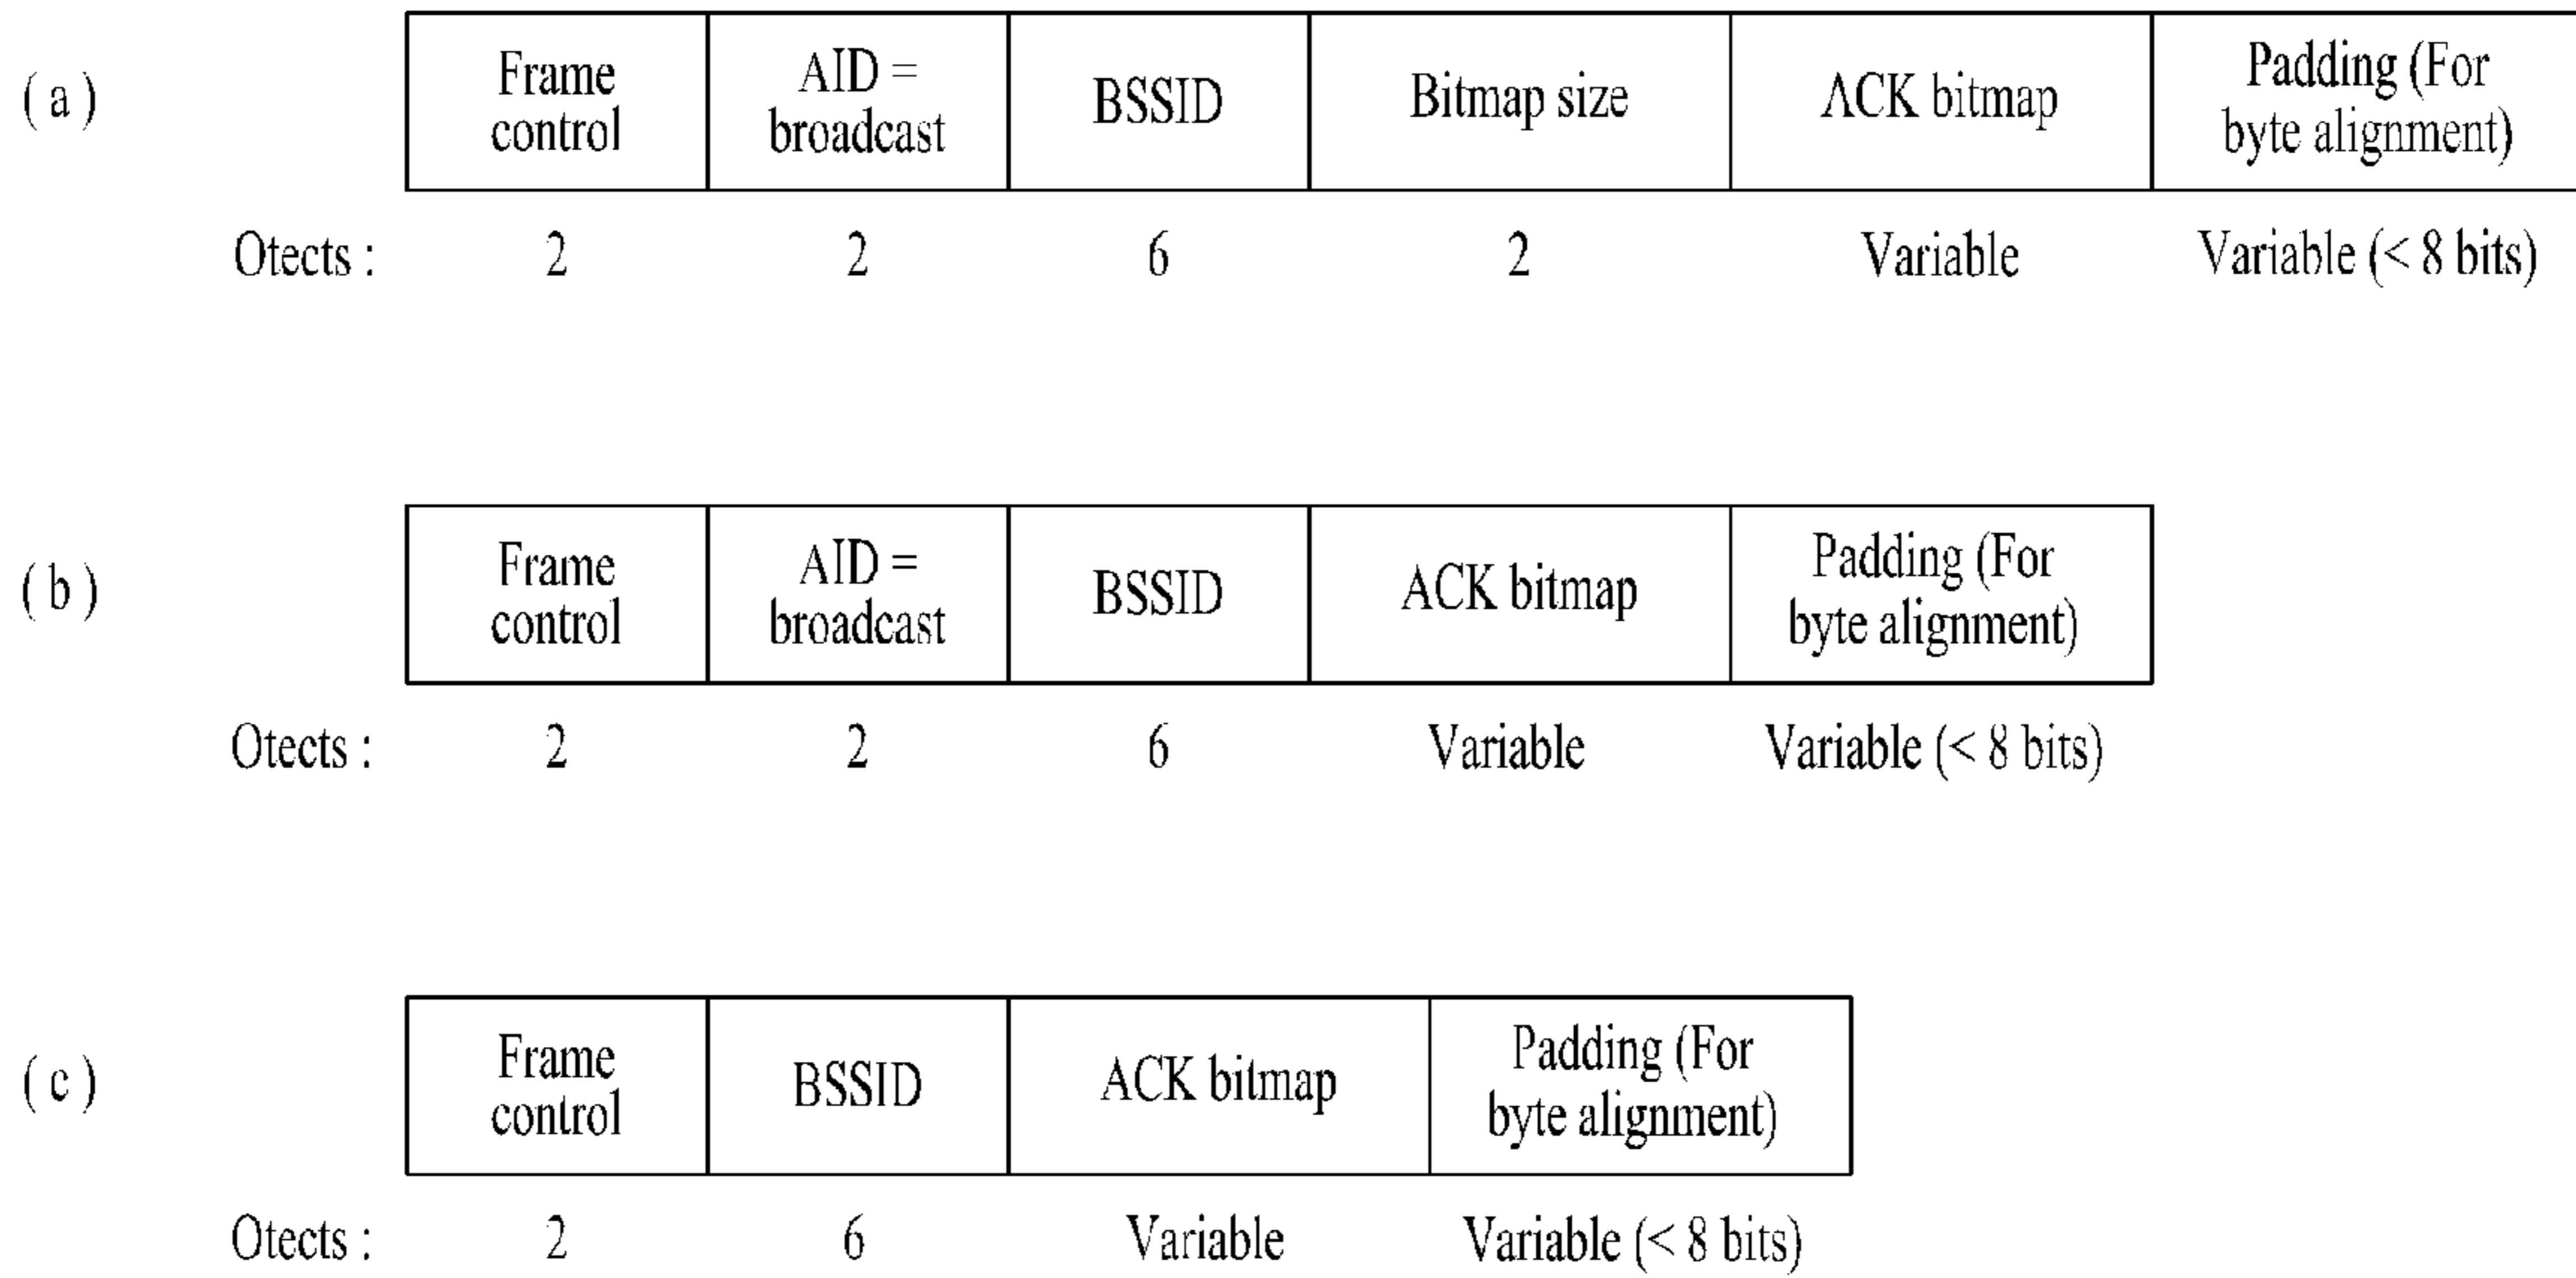 ( a )
Frame control
AID = broadcast
BSSID
Bitmap size
ACK bitmap
Padding (For byte alignment)
Otects : 2 2 6 2 Variable Variable (< 8 bits)
( b )
Frame control
AID = broadcast
BSSID
ACK bitmap
Padding (For byte alignment)
Otects : 2 2 6 Variable Variable (< 8 bits)
( c )
Frame control
BSSID
ACK bitmap
Padding (For byte alignment)
Otects : 2 6 Variable Variable (< 8 bits)